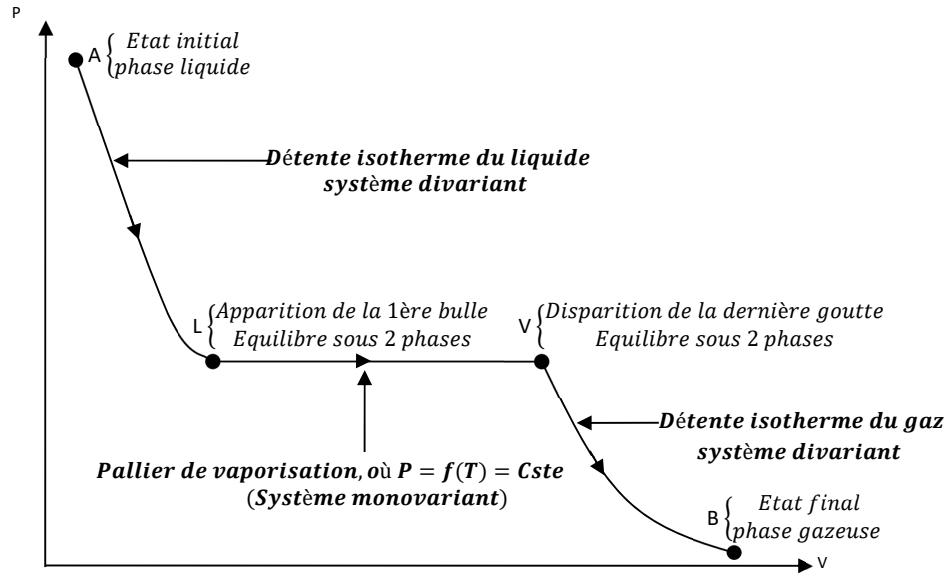 P
A { Etat initial
phase liquide
Détente isotherme du liquide
système divariant
L { Apparition de la 1ère bulle
Equilibre sous 2 phases
V { Disparition de la dernière goutte
Equilibre sous 2 phases
Détente isotherme du gaz
système divariant
Pallier de vaporisation, où P = f(T) = Cste
(Système monovariant)
B { Etat final
phase gazeuse
V